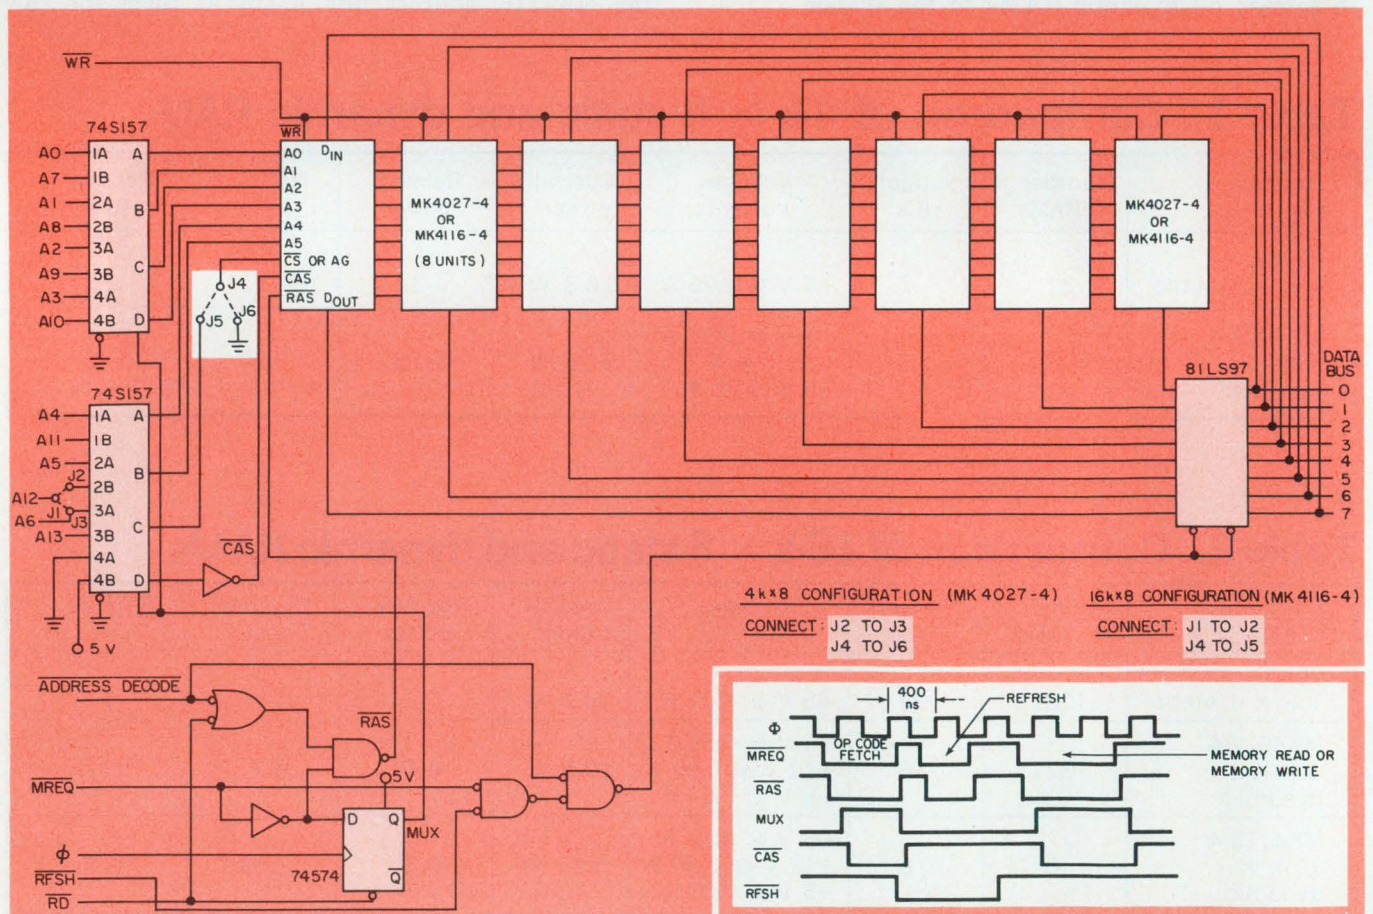 WR
74S157
A0
A7
A1
A8
A2
A9
A3
A10
1A
1B
2A
2B
3A
3B
4A
4B
A
B
C
D
WR
A0 DIN
A1
A2
A3
A4
A5
CS OR AG
CAS
RAS DOUT
J4
J5
J6
MK4027-4
OR
MK4116-4
(8 UNITS)
MK4027-4
OR
MK4116-4
81LS97
DATA
BUS
0
1
2
3
4
5
6
7
74S157
A4
A11
A5
J2
A12
J1
A6
J3
A13
1A
1B
2A
2B
3A
3B
4A
4B
A
B
C
D
5 V
CAS
4k×8 CONFIGURATION (MK 4027-4)
CONNECT: J2 TO J3
J4 TO J6
16k×8 CONFIGURATION (MK 4116-4)
CONNECT: J1 TO J2
J4 TO J5
ADDRESS DECODE
RAS
MREQ
5 V
D Q
MUX
Φ
Q
74574
RFSH
RD
400
ns
REFRESH
Φ
OP CODE
FETCH
MREQ
MEMORY READ OR
MEMORY WRITE
RAS
MUX
CAS
RFSH